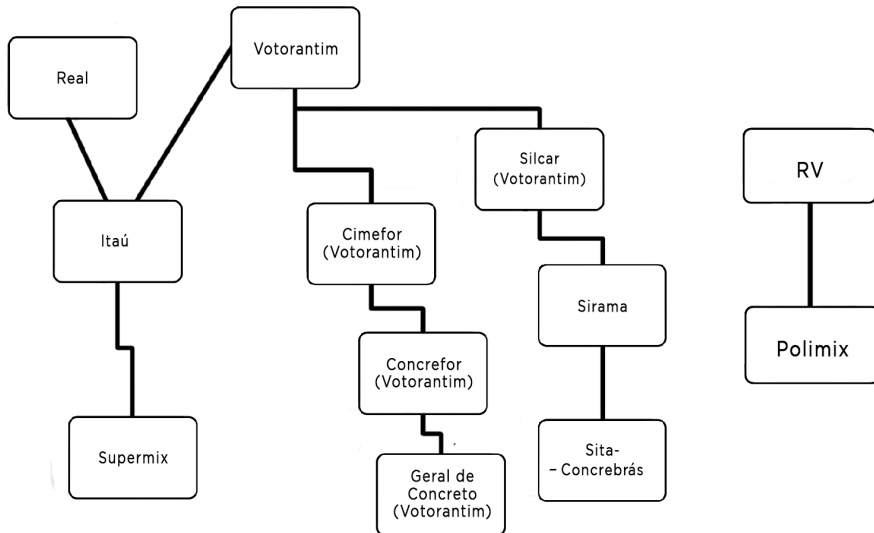 Real
Votorantim
Silcar
(Votorantim)
RV
Itaú
Cimefor
(Votorantim)
Sirama
Polimix
Concrefor
(Votorantim)
Supermix
Sita-
– Concrebrás
Geral de
Concreto
(Votorantim)